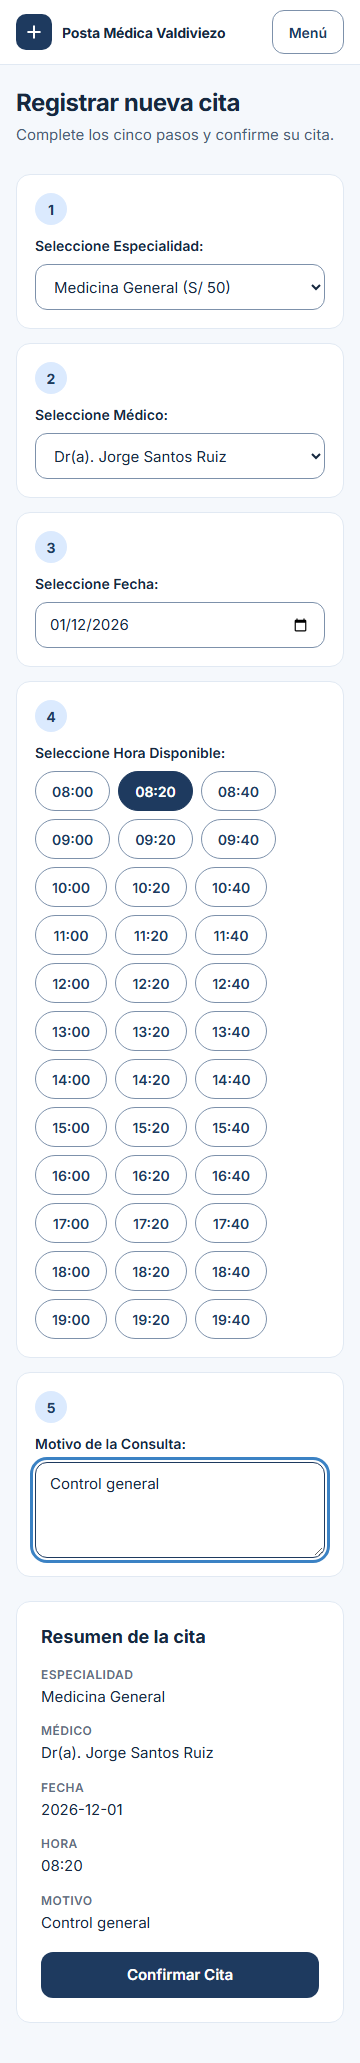 Posta Médica Valdiviezo
Menú
Registrar nueva cita
Complete los cinco pasos y confirme su cita.
1
Seleccione Especialidad:
Medicina General (S/ 50)
2
Seleccione Médico:
Dr(a). Jorge Santos Ruiz
3
Seleccione Fecha:
01/12/2026
4
Seleccione Hora Disponible:
08:00 08:20 08:40
09:00 09:20 09:40
10:00 10:20 10:40
11:00 11:20 11:40
12:00 12:20 12:40
13:00 13:20 13:40
14:00 14:20 14:40
15:00 15:20 15:40
16:00 16:20 16:40
17:00 17:20 17:40
18:00 18:20 18:40
19:00 19:20 19:40
5
Motivo de la Consulta:
Control general
Resumen de la cita
ESPECIALIDAD
Medicina General
MÉDICO
Dr(a). Jorge Santos Ruiz
FECHA
2026-12-01
HORA
08:20
MOTIVO
Control general
Confirmar Cita